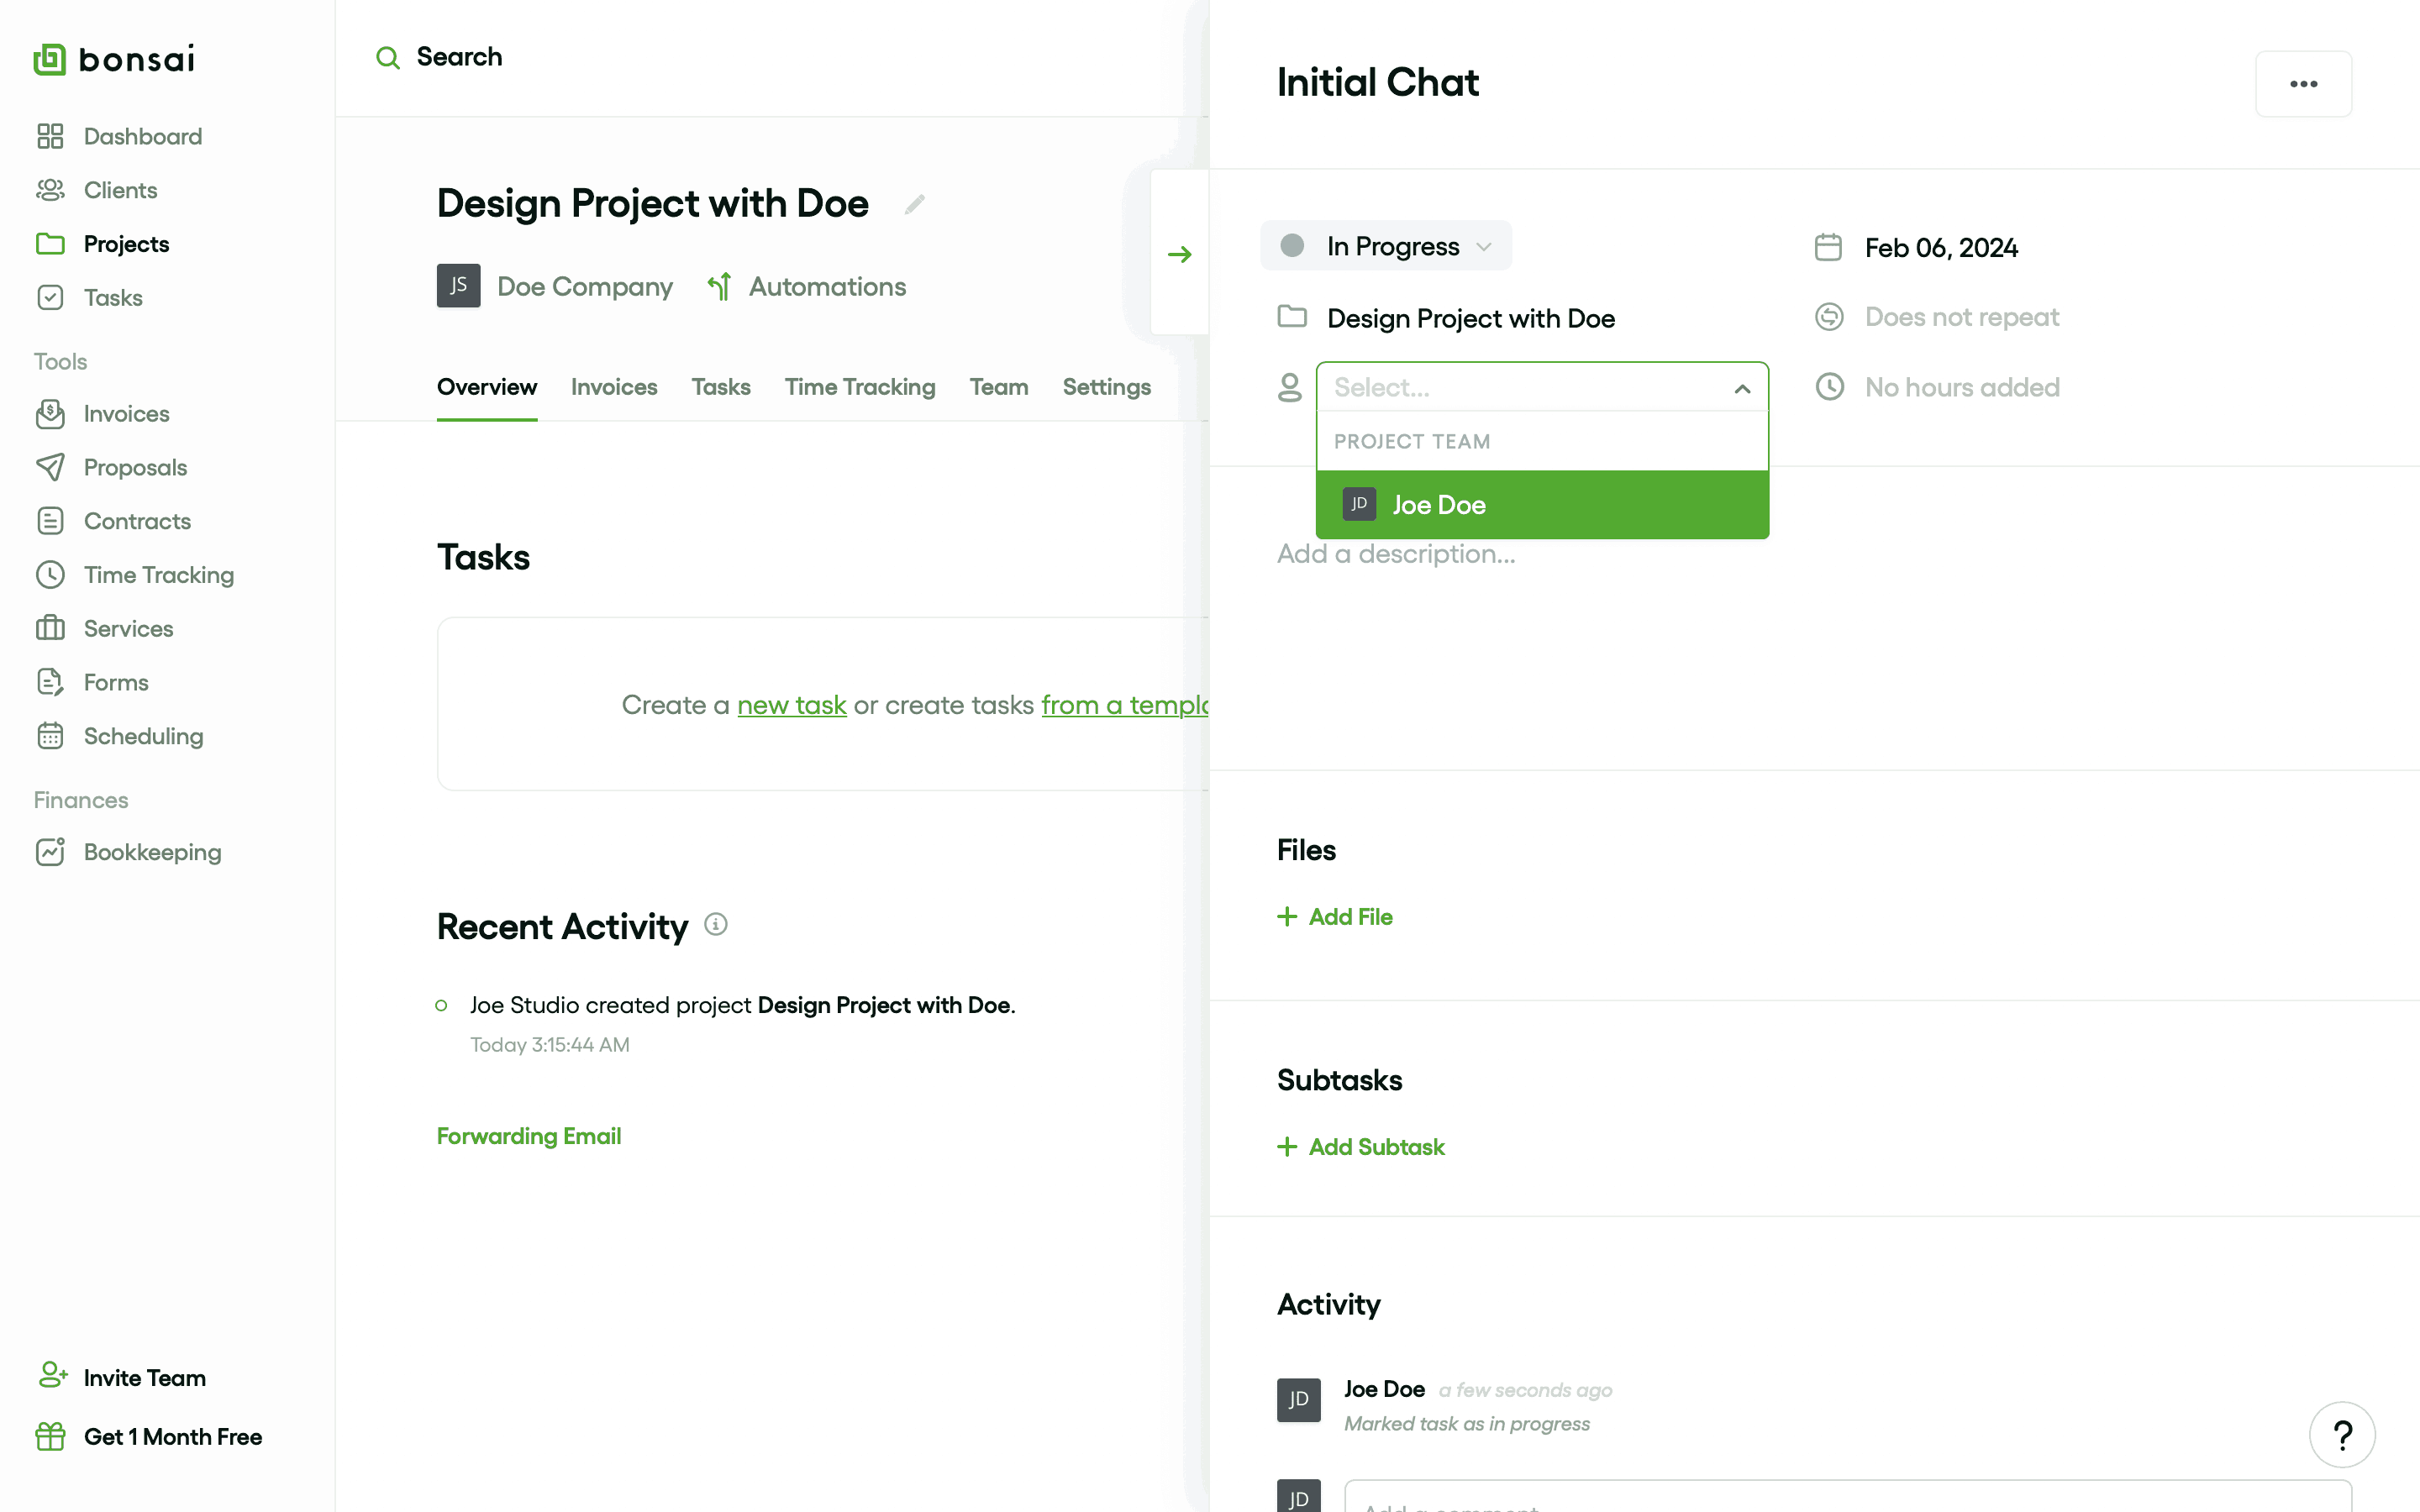 bonsai
Dashboard
Clients
Projects
Tasks
Tools
Invoices
Proposals
Contracts
Time Tracking
Services
Forms
Scheduling
Finances
Bookkeeping
Invite Team
Get 1 Month Free
Search
Design Project with Doe
JS Doe Company Automations
Overview Invoices Tasks Time Tracking Team Settings
Tasks
Create a new task or create tasks from a templ
Recent Activity
Joe Studio created project Design Project with Doe.
Today 3:15:44 AM
Forwarding Email
Initial Chat
In Progress
Feb 06, 2024
Design Project with Doe
Does not repeat
Select...
No hours added
PROJECT TEAM
JD Joe Doe
Add a description...
Files
+ Add File
Subtasks
+ Add Subtask
Activity
JD Joe Doe a few seconds ago
Marked task as in progress
JD Add a comment
?